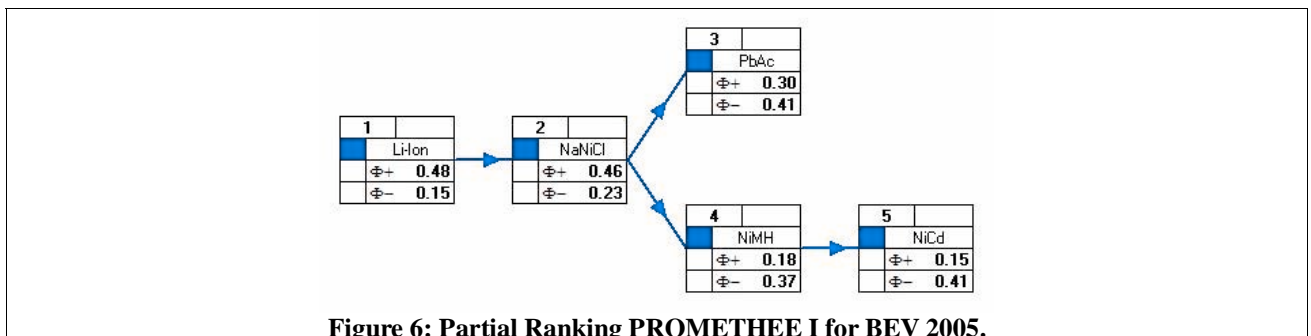 3
PbAc
Φ+ 0.30
Φ− 0.41
1
Li-Ion
Φ+ 0.48
Φ− 0.15
2
NaNiCl
Φ+ 0.46
Φ− 0.23
4
NiMH
Φ+ 0.18
Φ− 0.37
5
NiCd
Φ+ 0.15
Φ− 0.41
Figure 6: Partial Ranking PROMETHEE I for BEV 2005.